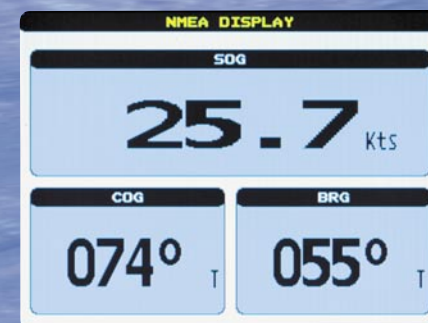 NMEA DISPLAY
SOG
25.7 Kts
COG
BRG
074° T
055° T